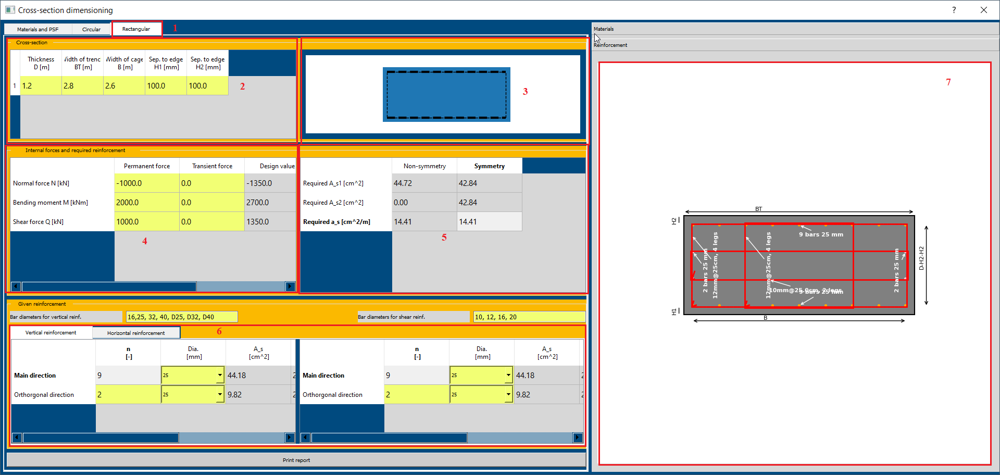 Cross-section dimensioning
?
Materials and PSF
Circular
Rectangular
1
Materials
Reinforcement
Cross-section
Thickness
D [m]
Vidth of trenc
BT [m]
Width of cage
B [m]
Sep. to edge
H1 [mm]
Sep. to edge
H2 [mm]
1
1.2
2.8
2.6
100.0
100.0
2
3
Internal forces and required reinforcement
Permanent force
Transient force
Design value
Normal force N [kN]
-1000.0
0.0
-1350.0
Bending moment M [kNm]
2000.0
0.0
2700.0
Shear force Q [kN]
1000.0
0.0
1350.0
4
Non-symmetry
Symmetry
Required A_s1 [cm^2]
44.72
42.84
Required A_s2 [cm^2]
0.00
42.84
Required a_s [cm^2/m]
14.41
14.41
5
Given reinforcement
Bar diameters for vertical reinf.
16,25, 32, 40, D25, D32, D40
Bar diameters for shear reinf.
10, 12, 16, 20
Vertical reinforcement
Horizontal reinforcement
6
n
[-]
Dia.
[mm]
A_s
[cm^2]
Main direction
9
25
44.18
2
Orthorgonal direction
2
25
9.82
2
n
[-]
Dia.
[mm]
A_s
[cm^2]
Main direction
9
25
44.18
2
Orthorgonal direction
2
25
9.82
2
Print report
7
BT
H2
9 bars 25 mm
2 bars 25 mm
12mm@25cm, 4 legs
12mm@25cm, 4 legs
2 bars 25 mm
D-H2-H2
10mm@25.0cm, 2 legs
9 bars 25 mm
H1
B